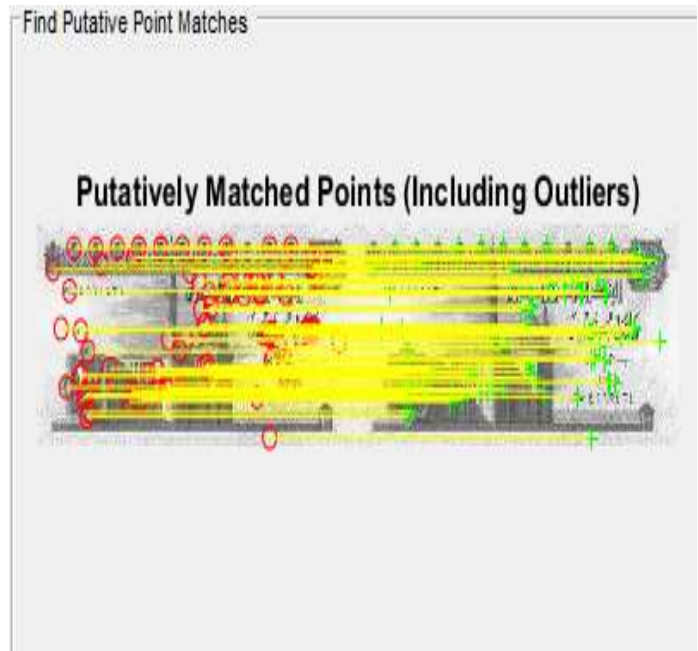 Find Putative Point Matches
Putatively Matched Points (Including Outliers)